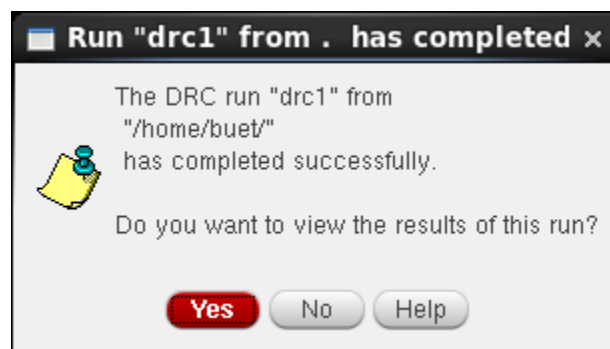 Run "drc1" from .  has completed
The DRC run "drc1" from
"/home/buet/"
has completed successfully.
Do you want to view the results of this run?
Yes No Help